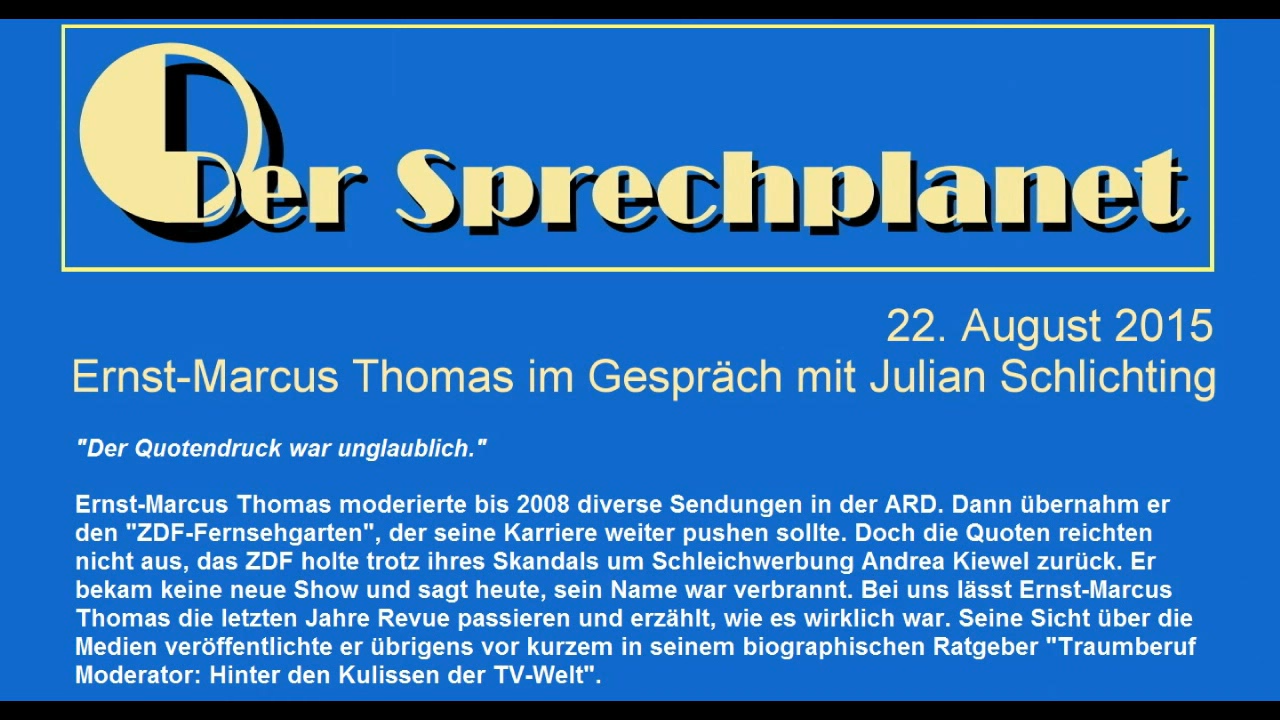 Der Sprechplanet
22. August 2015
Ernst-Marcus Thomas im Gespräch mit Julian Schlichting
"Der Quotendruck war unglaublich."
Ernst-Marcus Thomas moderierte bis 2008 diverse Sendungen in der ARD. Dann übernahm er
den "ZDF-Fernsehgarten", der seine Karriere weiter pushen sollte. Doch die Quoten reichten
nicht aus, das ZDF holte trotz ihres Skandals um Schleichwerbung Andrea Kiewel zurück. Er
bekam keine neue Show und sagt heute, sein Name war verbrannt. Bei uns lässt Ernst-Marcus
Thomas die letzten Jahre Revue passieren und erzählt, wie es wirklich war. Seine Sicht über die
Medien veröffentlichte er übrigens vor kurzem in seinem biographischen Ratgeber "Traumberuf
Moderator: Hinter den Kulissen der TV-Welt".